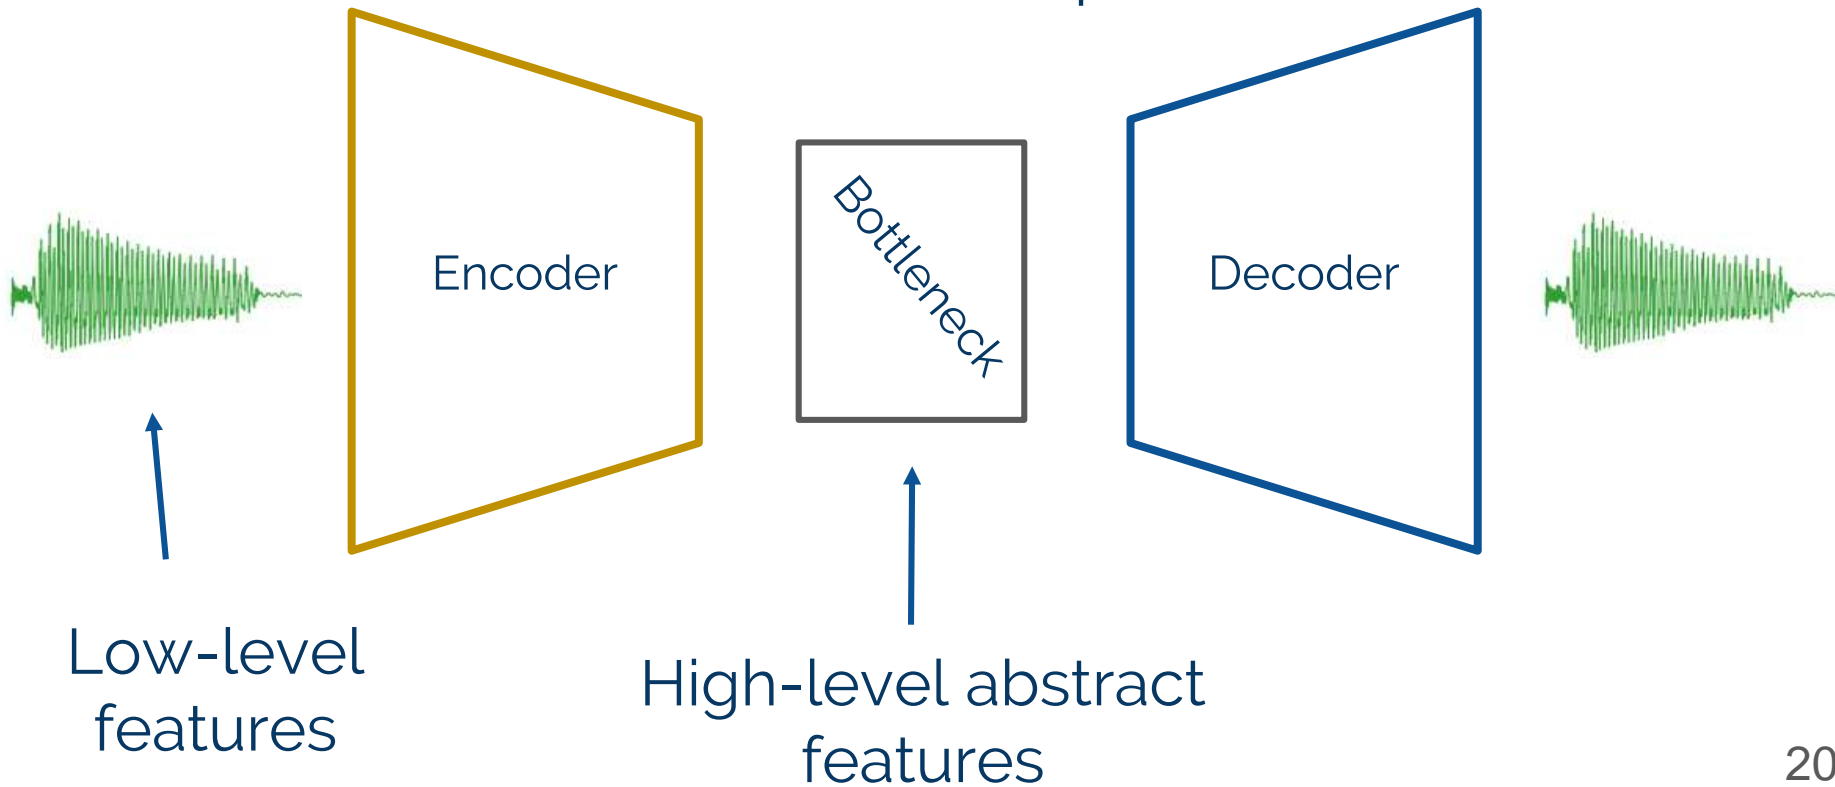 Encoder
Bottleneck
Decoder
Low-level
features
High-level abstract
features
20